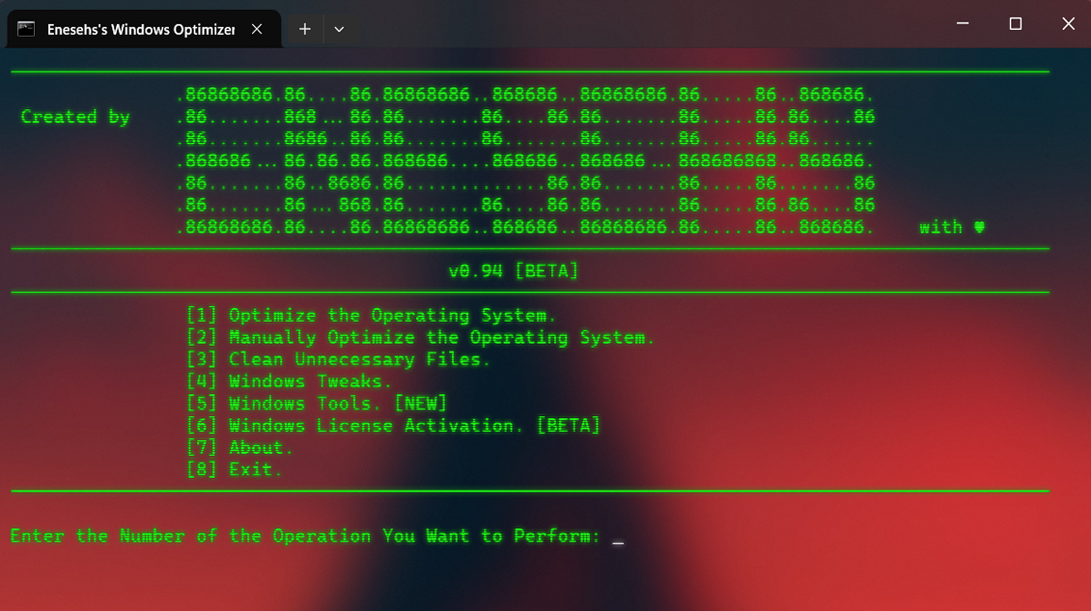 Enesehs's Windows Optimizer
.86868686.86....86.86868686..868686..86868686.86.....86..868686.
Created by .86.......868...86.86.......86....86.86.......86.....86.86....86
.86.......8686..86.86.......86.......86.......86.....86.86......
.868686...86.86.86.868686....868686..868686...868686868..868686.
.86.......86..8686.86.............86.86.......86.....86.......86
.86.......86...868.86.......86....86.86.......86.....86.86....86
.86868686.86....86.86868686..868686..86868686.86.....86..868686. with ♥
v0.94 [BETA]
[1] Optimize the Operating System.
[2] Manually Optimize the Operating System.
[3] Clean Unnecessary Files.
[4] Windows Tweaks.
[5] Windows Tools. [NEW]
[6] Windows License Activation. [BETA]
[7] About.
[8] Exit.
Enter the Number of the Operation You Want to Perform: _